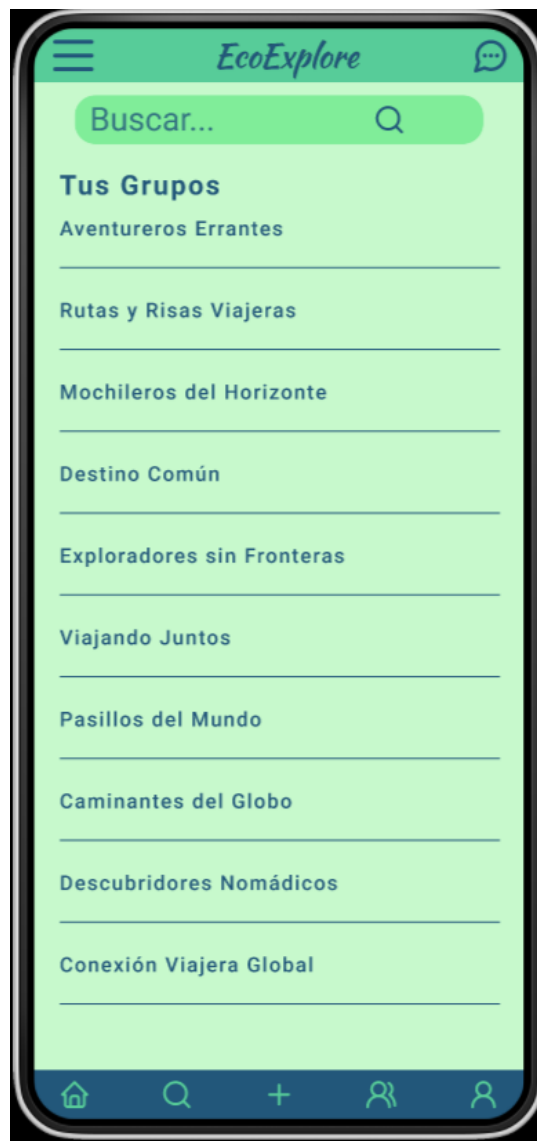 EcoExplore
Buscar...
Tus Grupos
Aventureros Errantes
Rutas y Risas Viajeras
Mochileros del Horizonte
Destino Común
Exploradores sin Fronteras
Viajando Juntos
Pasillos del Mundo
Caminantes del Globo
Descubridores Nomádicos
Conexión Viajera Global